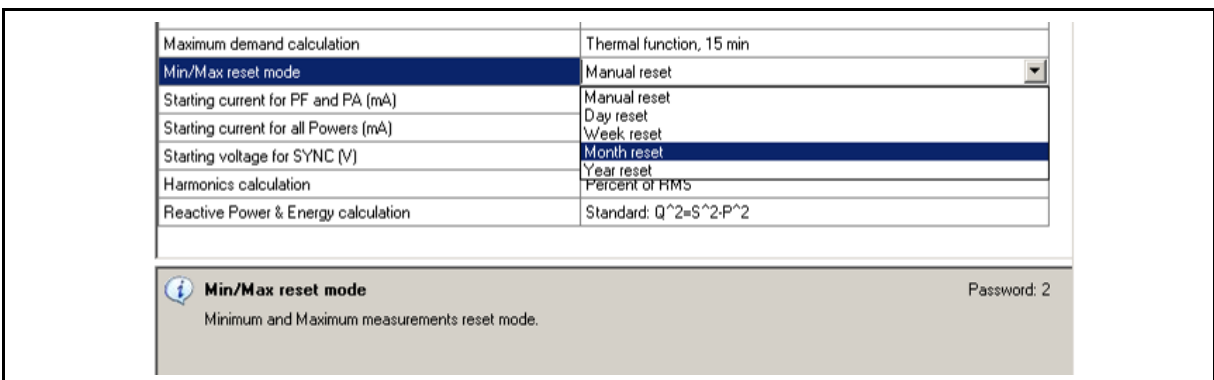 Maximum demand calculation Thermal function, 15 min
Min/Max reset mode Manual reset
Starting current for PF and PA (mA) Manual reset
Day reset
Starting current for all Powers (mA) Week reset
Starting voltage for SYNC (V) Month reset
Year reset
Harmonics calculation Percent of RMS
Reactive Power & Energy calculation Standard: Q^2=S^2-P^2
Min/Max reset mode Password: 2
Minimum and Maximum measurements reset mode.